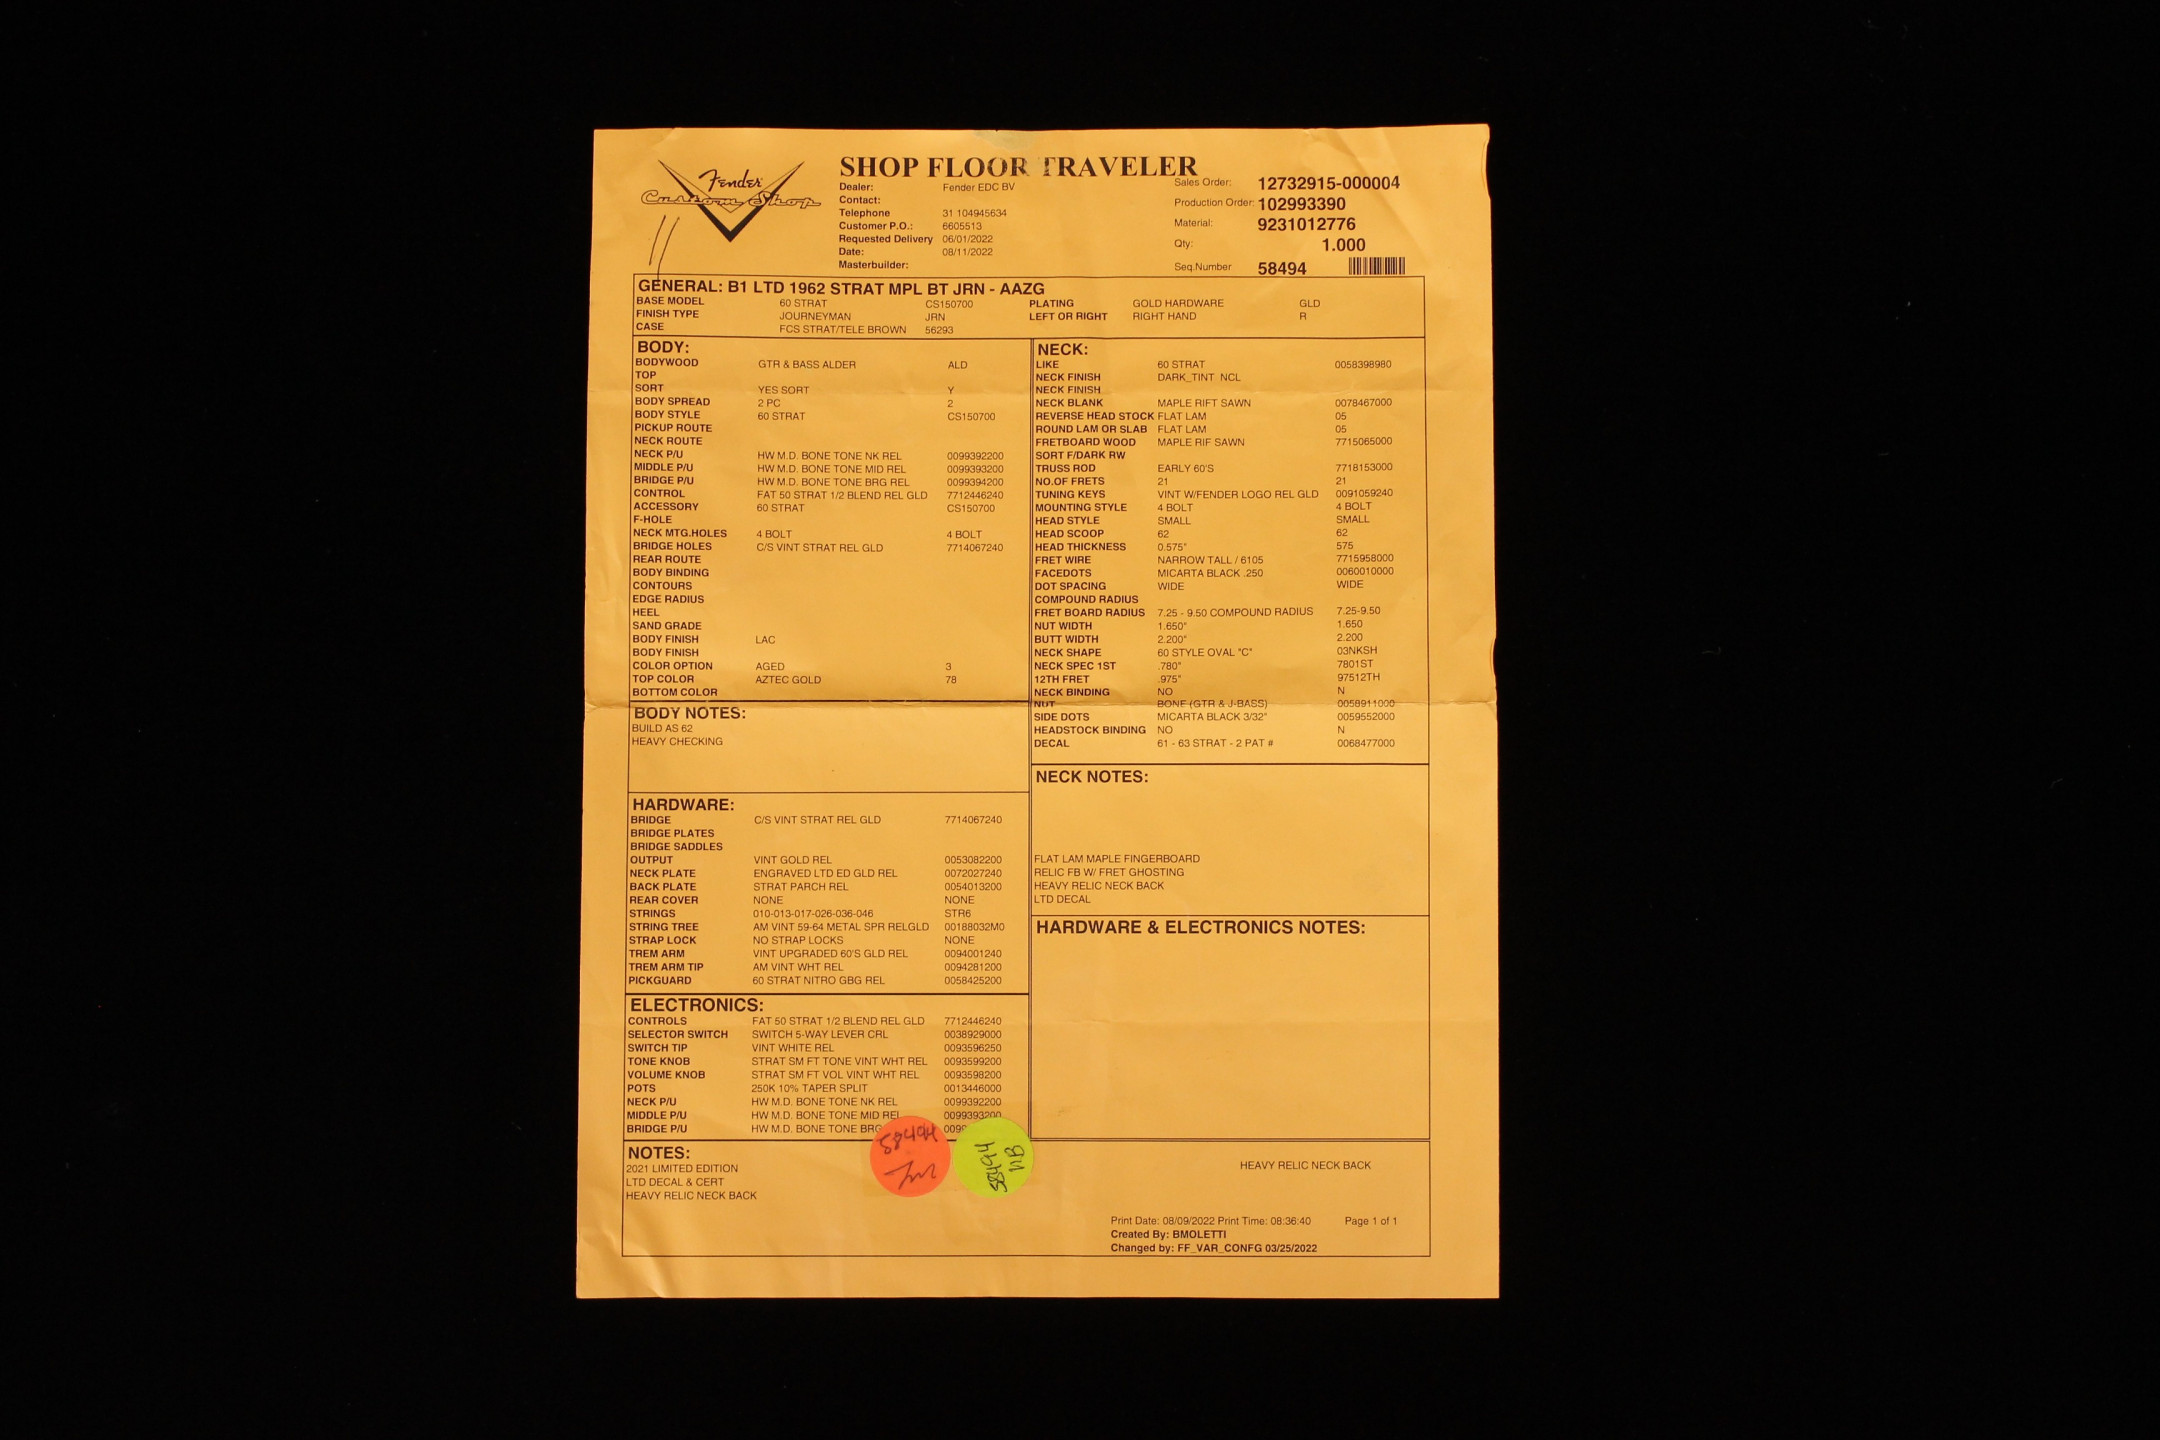 Fender
Custom Shop
SHOP FLOOR TRAVELER
Dealer: Fender EDC BV
Contact:
Telephone 31 104945634
Customer P.O.: 6605513
Requested Delivery 06/01/2022
Date: 08/11/2022
Masterbuilder:
Sales Order: 12732915-000004
Production Order: 102993390
Material: 9231012776
Qty: 1.000
Seq.Number 58494
GENERAL: B1 LTD 1962 STRAT MPL BT JRN - AAZG
BASE MODEL 60 STRAT CS150700 PLATING GOLD HARDWARE GLD
FINISH TYPE JOURNEYMAN JRN LEFT OR RIGHT RIGHT HAND R
CASE FCS STRAT/TELE BROWN 56293
BODY:
BODYWOOD GTR & BASS ALDER ALD
TOP
SORT YES SORT Y
BODY SPREAD 2 PC 2
BODY STYLE 60 STRAT CS150700
PICKUP ROUTE
NECK ROUTE
NECK P/U HW M.D. BONE TONE NK REL 0099392200
MIDDLE P/U HW M.D. BONE TONE MID REL 0099393200
BRIDGE P/U HW M.D. BONE TONE BRG REL 0099394200
CONTROL FAT 50 STRAT 1/2 BLEND REL GLD 7712446240
ACCESSORY 60 STRAT CS150700
F-HOLE
NECK MTG.HOLES 4 BOLT 4 BOLT
BRIDGE HOLES C/S VINT STRAT REL GLD 7714067240
REAR ROUTE
BODY BINDING
CONTOURS
EDGE RADIUS
HEEL
SAND GRADE
BODY FINISH LAC
BODY FINISH
COLOR OPTION AGED 3
TOP COLOR AZTEC GOLD 78
BOTTOM COLOR
BODY NOTES:
BUILD AS 62
HEAVY CHECKING
HARDWARE:
BRIDGE C/S VINT STRAT REL GLD 7714067240
BRIDGE PLATES
BRIDGE SADDLES
OUTPUT VINT GOLD REL 0053082200
NECK PLATE ENGRAVED LTD ED GLD REL 0072027240
BACK PLATE STRAT PARCH REL 0054013200
REAR COVER NONE NONE
STRINGS 010-013-017-026-036-046 STR6
STRING TREE AM VINT 59-64 METAL SPR RELGLD 00188032M0
STRAP LOCK NO STRAP LOCKS NONE
TREM ARM VINT UPGRADED 60'S GLD REL 0094001240
TREM ARM TIP AM VINT WHT REL 0094281200
PICKGUARD 60 STRAT NITRO GBG REL 0058425200
ELECTRONICS:
CONTROLS FAT 50 STRAT 1/2 BLEND REL GLD 7712446240
SELECTOR SWITCH SWITCH 5-WAY LEVER CRL 0038929000
SWITCH TIP VINT WHITE REL 0093596250
TONE KNOB STRAT SM FT TONE VINT WHT REL 0093599200
VOLUME KNOB STRAT SM FT VOL VINT WHT REL 0093598200
POTS 250K 10% TAPER SPLIT 0013446000
NECK P/U HW M.D. BONE TONE NK REL 0099392200
MIDDLE P/U HW M.D. BONE TONE MID REL 0099393200
BRIDGE P/U HW M.D. BONE TONE BRG
NECK:
LIKE 60 STRAT 0058398980
NECK FINISH DARK_TINT NCL
NECK FINISH
NECK BLANK MAPLE RIFT SAWN 0078467000
REVERSE HEAD STOCK FLAT LAM 05
ROUND LAM OR SLAB FLAT LAM 05
FRETBOARD WOOD MAPLE RIF SAWN 7715065000
SORT F/DARK RW
TRUSS ROD EARLY 60'S 7718153000
NO.OF FRETS 21 21
TUNING KEYS VINT W/FENDER LOGO REL GLD 0091059240
MOUNTING STYLE 4 BOLT 4 BOLT
HEAD STYLE SMALL SMALL
HEAD SCOOP 62 62
HEAD THICKNESS 0.575" 575
FRET WIRE NARROW TALL / 6105 7715958000
FACEDOTS MICARTA BLACK .250 0060010000
DOT SPACING WIDE WIDE
COMPOUND RADIUS
FRET BOARD RADIUS 7.25 - 9.50 COMPOUND RADIUS 7.25-9.50
NUT WIDTH 1.650" 1.650
BUTT WIDTH 2.200" 2.200
NECK SHAPE 60 STYLE OVAL "C" 03NKSH
NECK SPEC 1ST .780" 7801ST
12TH FRET .975" 97512TH
NECK BINDING NO N
NUT BONE (GTR & J-BASS) 0058911000
SIDE DOTS MICARTA BLACK 3/32" 0059552000
HEADSTOCK BINDING NO N
DECAL 61 - 63 STRAT - 2 PAT # 0068477000
NECK NOTES:
FLAT LAM MAPLE FINGERBOARD
RELIC FB W/ FRET GHOSTING
HEAVY RELIC NECK BACK
LTD DECAL
HARDWARE & ELECTRONICS NOTES:
58494
58494
NB
NOTES:
2021 LIMITED EDITION
LTD DECAL & CERT
HEAVY RELIC NECK BACK
HEAVY RELIC NECK BACK
Print Date: 08/09/2022 Print Time: 08:36:40 Page 1 of 1
Created By: BMOLETTI
Changed by: FF_VAR_CONFG 03/25/2022